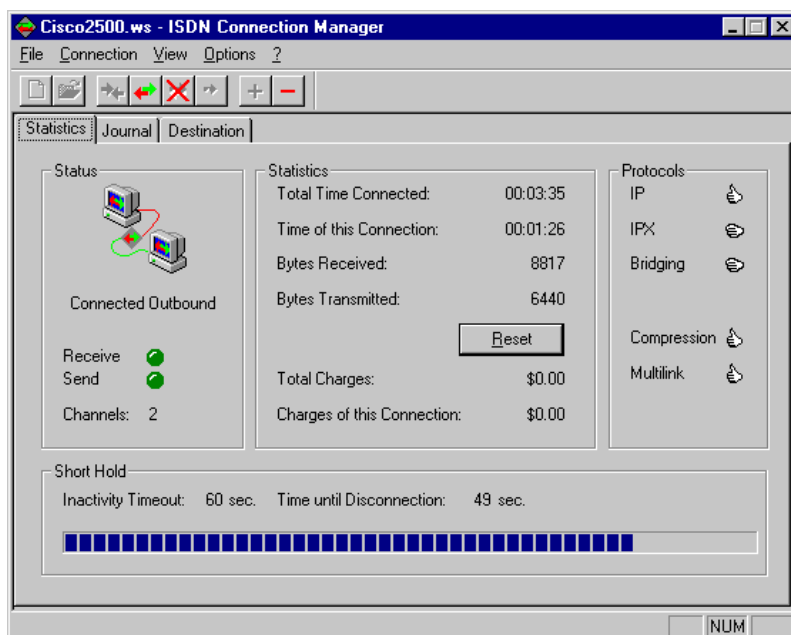 Cisco2500.ws - ISDN Connection Manager
File Connection View Options ?
Statistics Journal Destination
Status
Connected Outbound
Receive
Send
Channels: 2
Statistics
Total Time Connected: 00:03:35
Time of this Connection: 00:01:26
Bytes Received: 8817
Bytes Transmitted: 6440
Reset
Total Charges: $0.00
Charges of this Connection: $0.00
Protocols
IP
IPX
Bridging
Compression
Multilink
Short Hold
Inactivity Timeout: 60 sec. Time until Disconnection: 49 sec.
NUM